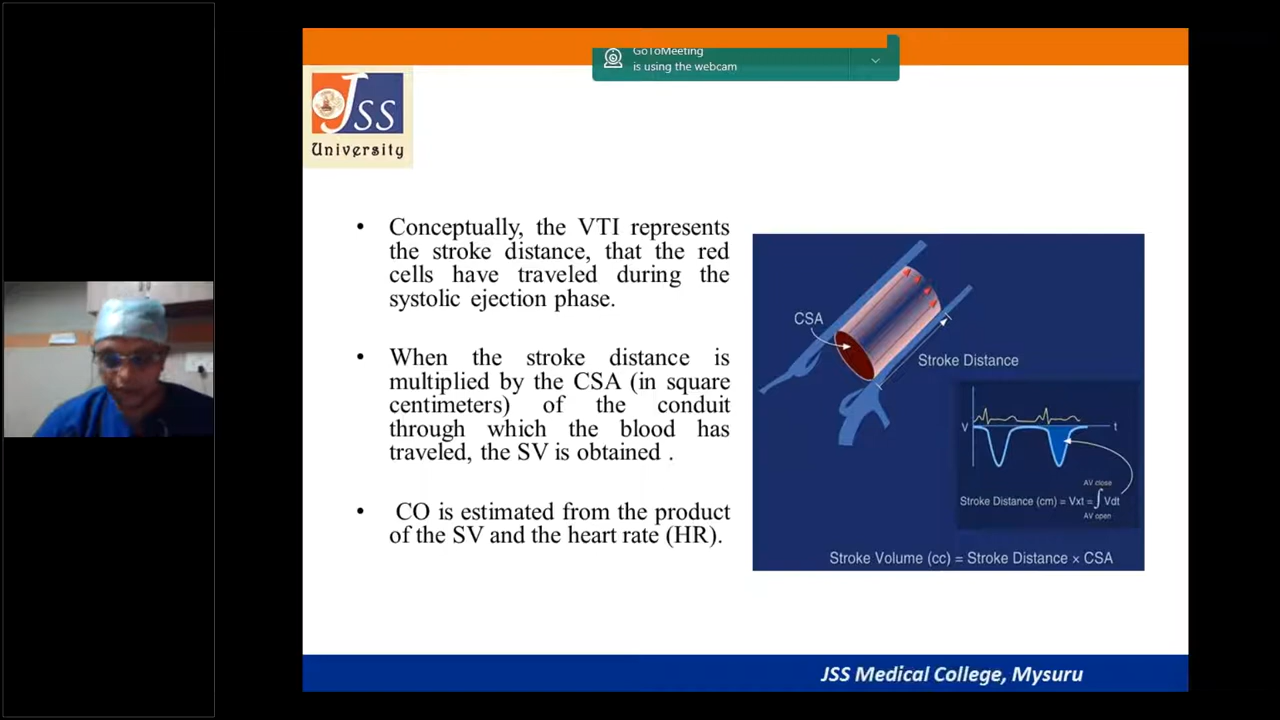 GoToMeeting
is using the webcam
JSS
University
• Conceptually, the VTI represents
the stroke distance, that the red
cells have traveled during the
systolic ejection phase.
• When the stroke distance is
multiplied by the CSA (in square
centimeters) of the conduit
through which the blood has
traveled, the SV is obtained .
• CO is estimated from the product
of the SV and the heart rate (HR).
CSA
Stroke Distance
V
t
AV close
Stroke Distance (cm) = Vxt = ∫ Vdt
AV open
Stroke Volume (cc) = Stroke Distance × CSA
JSS Medical College, Mysuru